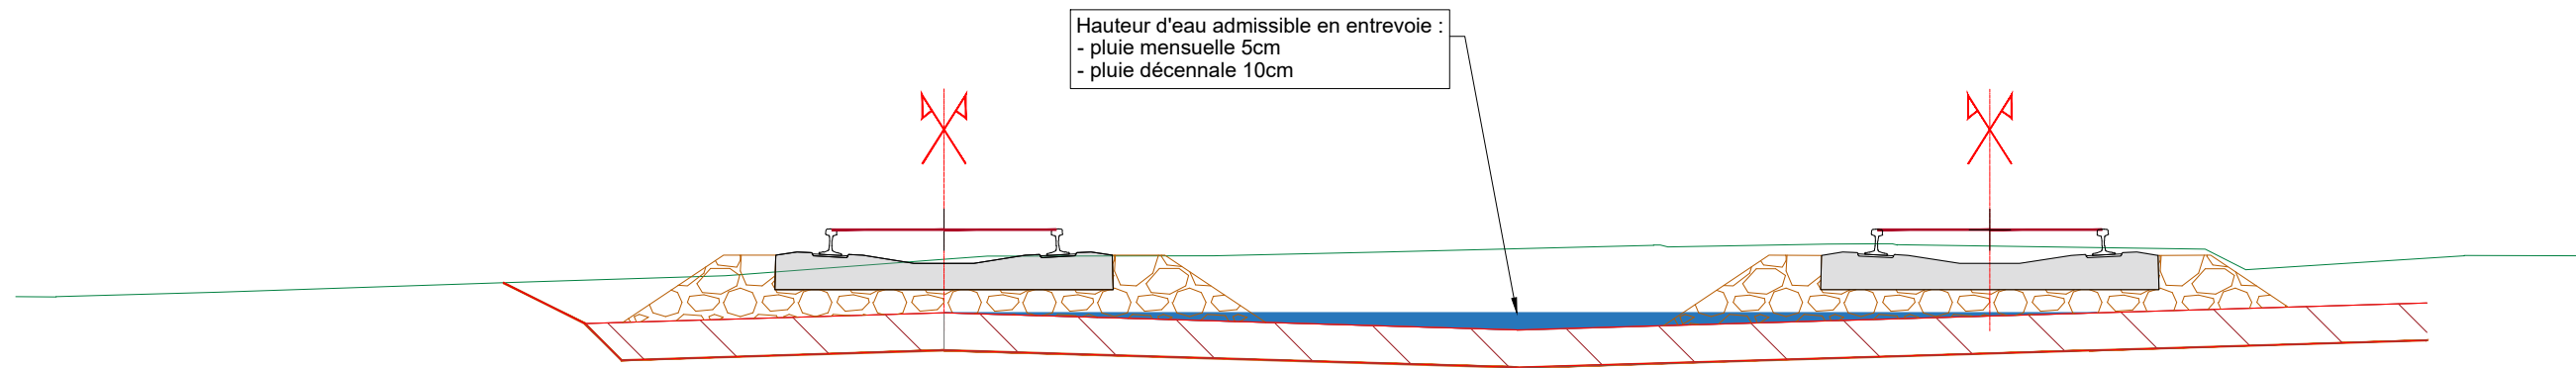 Hauteur d'eau admissible en entrevoie :
- pluie mensuelle 5cm
- pluie décennale 10cm